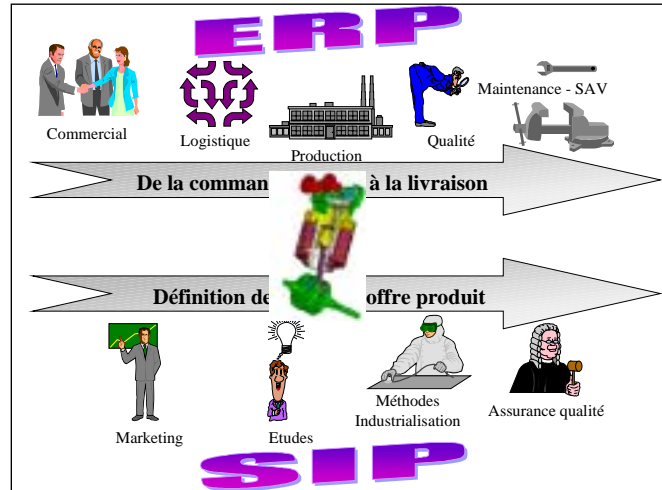 ERP
Commercial
Logistique
Production
Qualité
Maintenance - SAV
De la comman à la livraison
Définition de offre produit
Marketing
Etudes
Méthodes
Industrialisation
Assurance qualité
SIP